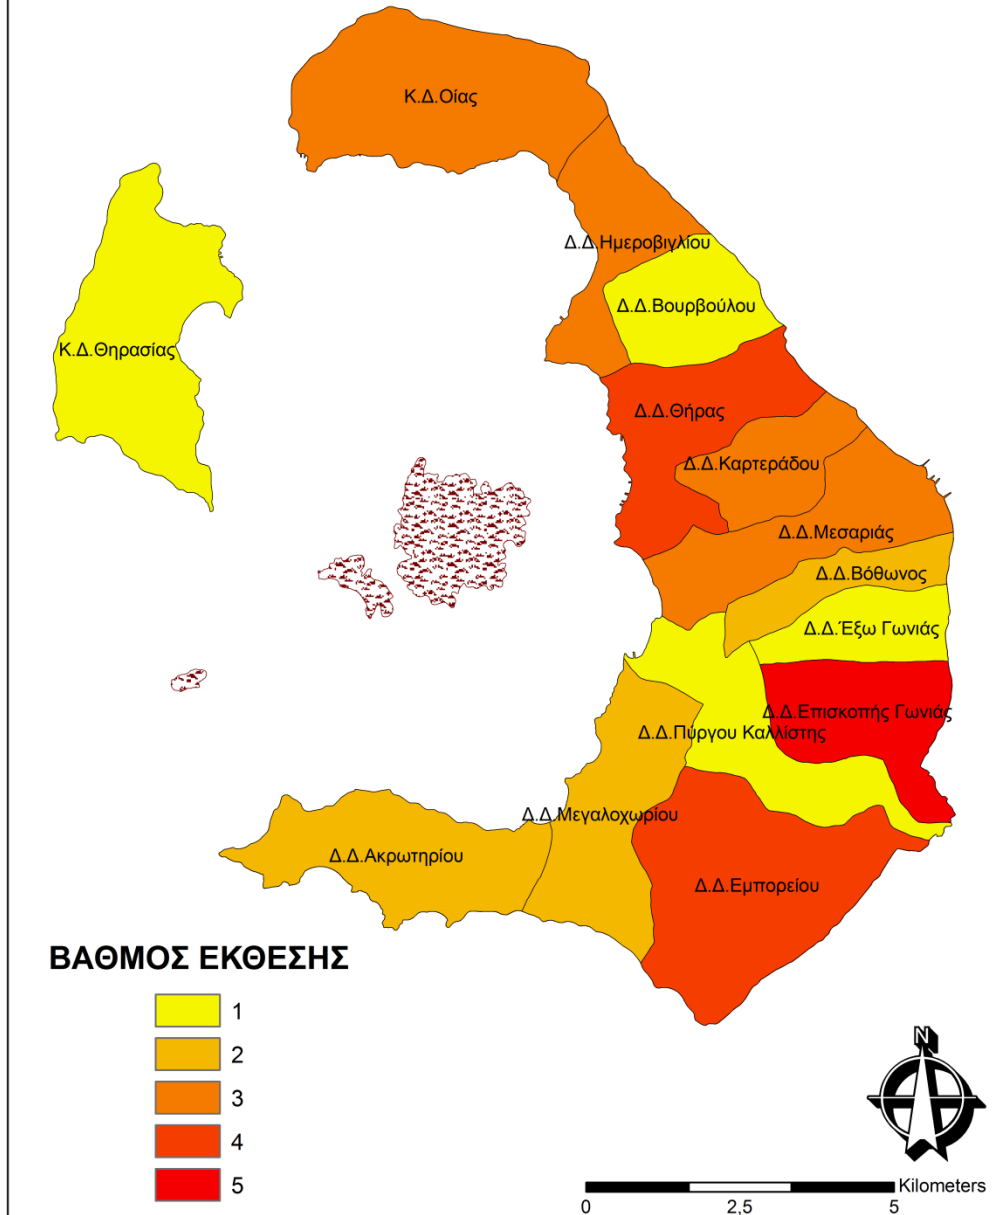 Κ.Δ.Οίας
Δ.Δ.Ημεροβιγλίου
Δ.Δ.Βουρβούλου
Κ.Δ.Θηρασίας
Δ.Δ.Θήρας
Δ.Δ.Καρτεράδου
Δ.Δ.Μεσαριάς
Δ.Δ.Βόθωνος
Δ.Δ.Έξω Γωνιάς
Δ.Δ.Επισκοπής Γωνιάς
Δ.Δ.Πύργου Καλλίστης
Δ.Δ.Μεγαλοχωρίου
Δ.Δ.Ακρωτηρίου
Δ.Δ.Εμπορείου
ΒΑΘΜΟΣ ΕΚΘΕΣΗΣ
1
2
3
4
5
N
Kilometers
0 2,5 5